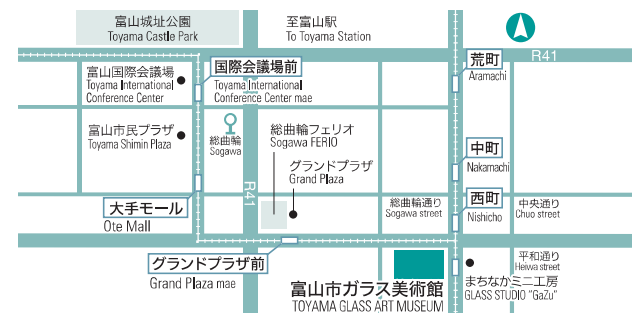 富山城址公園
Toyama Castle Park
至富山駅
To Toyama Station
R41
荒町
Aramachi
富山国際会議場
Toyama International
Conference Center
国際会議場前
Toyama International
Conference Center mae
富山市民プラザ
Toyama Shimin Plaza
総曲輪
Sogawa
総曲輪フェリオ
Sogawa FERIO
グランドプラザ
Grand Plaza
中町
Nakamachi
R41
大手モール
Ote Mall
総曲輪通り
Sogawa street
西町
Nishicho
中央通り
Chuo street
グランドプラザ前
Grand Plaza mae
富山市ガラス美術館
TOYAMA GLASS ART MUSEUM
平和通り
Heiwa street
まちなかミニ工房
GLASS STUDIO "GaZu"